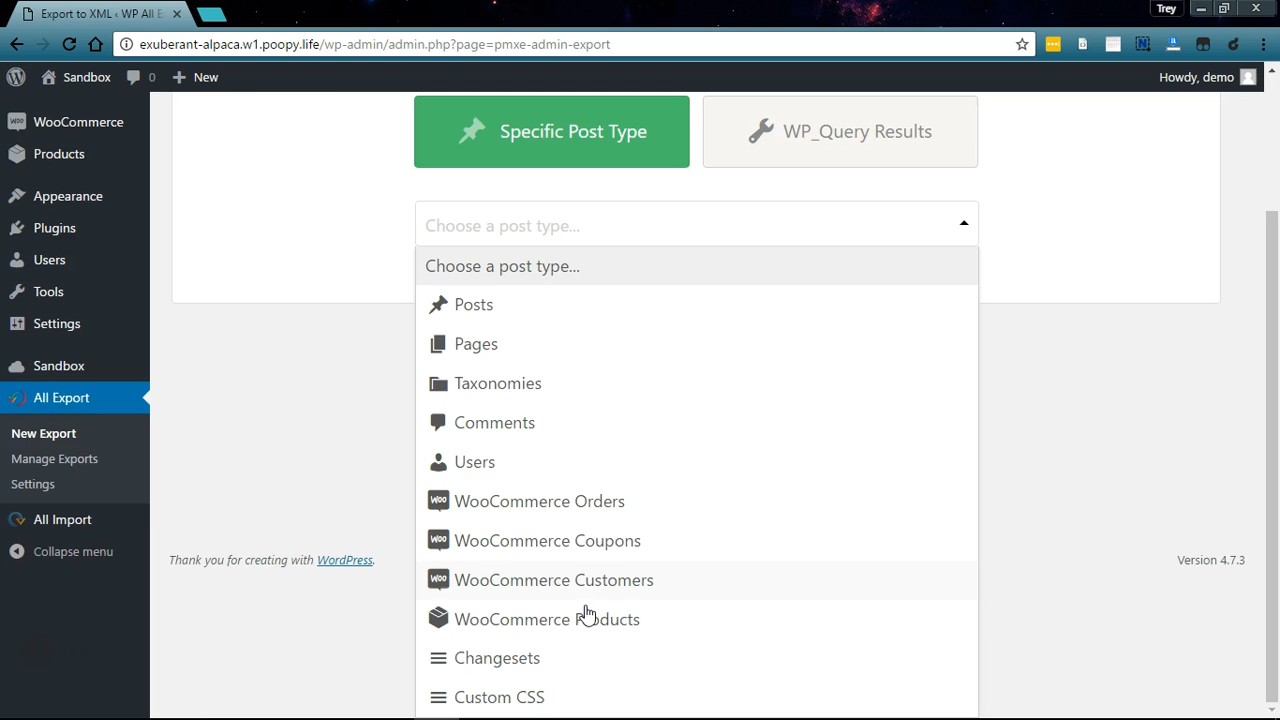 Export to XML ‹ WP All E
Trey
exuberant-alpaca.w1.poopy.life/wp-admin/admin.php?page=pmxe-admin-export
Sandbox
0
New
Howdy, demo
WooCommerce
Products
Appearance
Plugins
Users
Tools
Settings
Sandbox
All Export
New Export
Manage Exports
Settings
All Import
Collapse menu
Specific Post Type
WP_Query Results
Choose a post type...
Choose a post type...
Posts
Pages
Taxonomies
Comments
Users
Woo WooCommerce Orders
Woo WooCommerce Coupons
Woo WooCommerce Customers
WooCommerce Products
Changesets
Custom CSS
Thank you for creating with WordPress.
Version 4.7.3